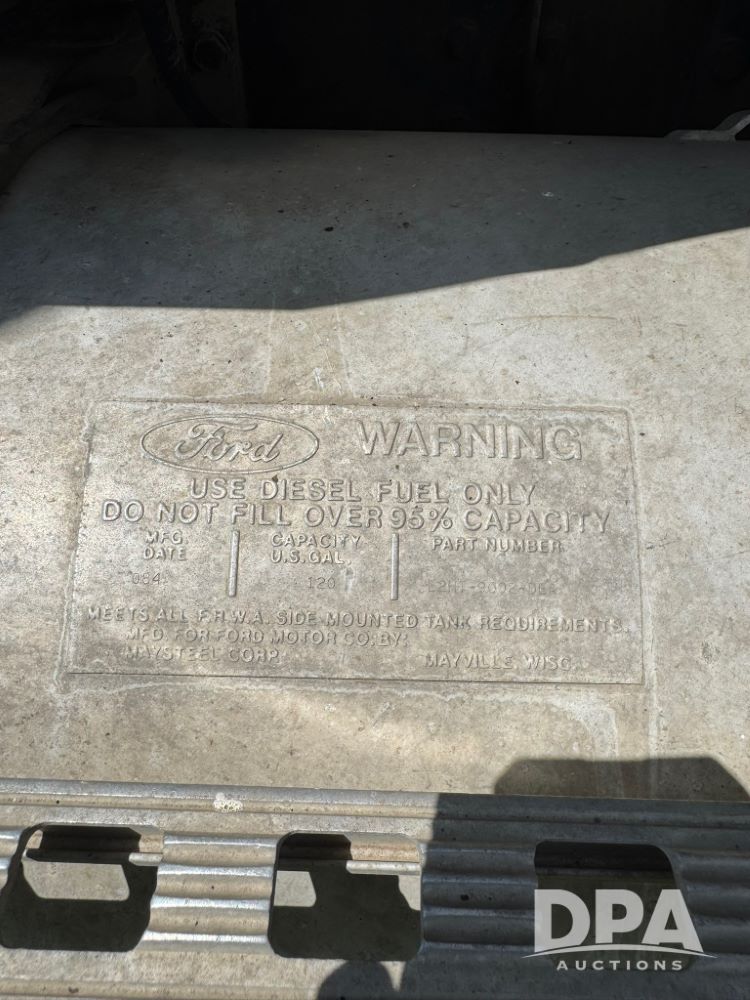 Ford WARNING
USE DIESEL FUEL ONLY
DO NOT FILL OVER 95% CAPACITY
MFG. DATE
CAPACITY U.S. GAL.
PART NUMBER
120
MEETS ALL F.H.W.A. SIDE MOUNTED TANK REQUIREMENTS.
MFD. FOR FORD MOTOR CO. BY:
MAYSTEEL CORP. MAYVILLE, WISC.
DPA
AUCTIONS